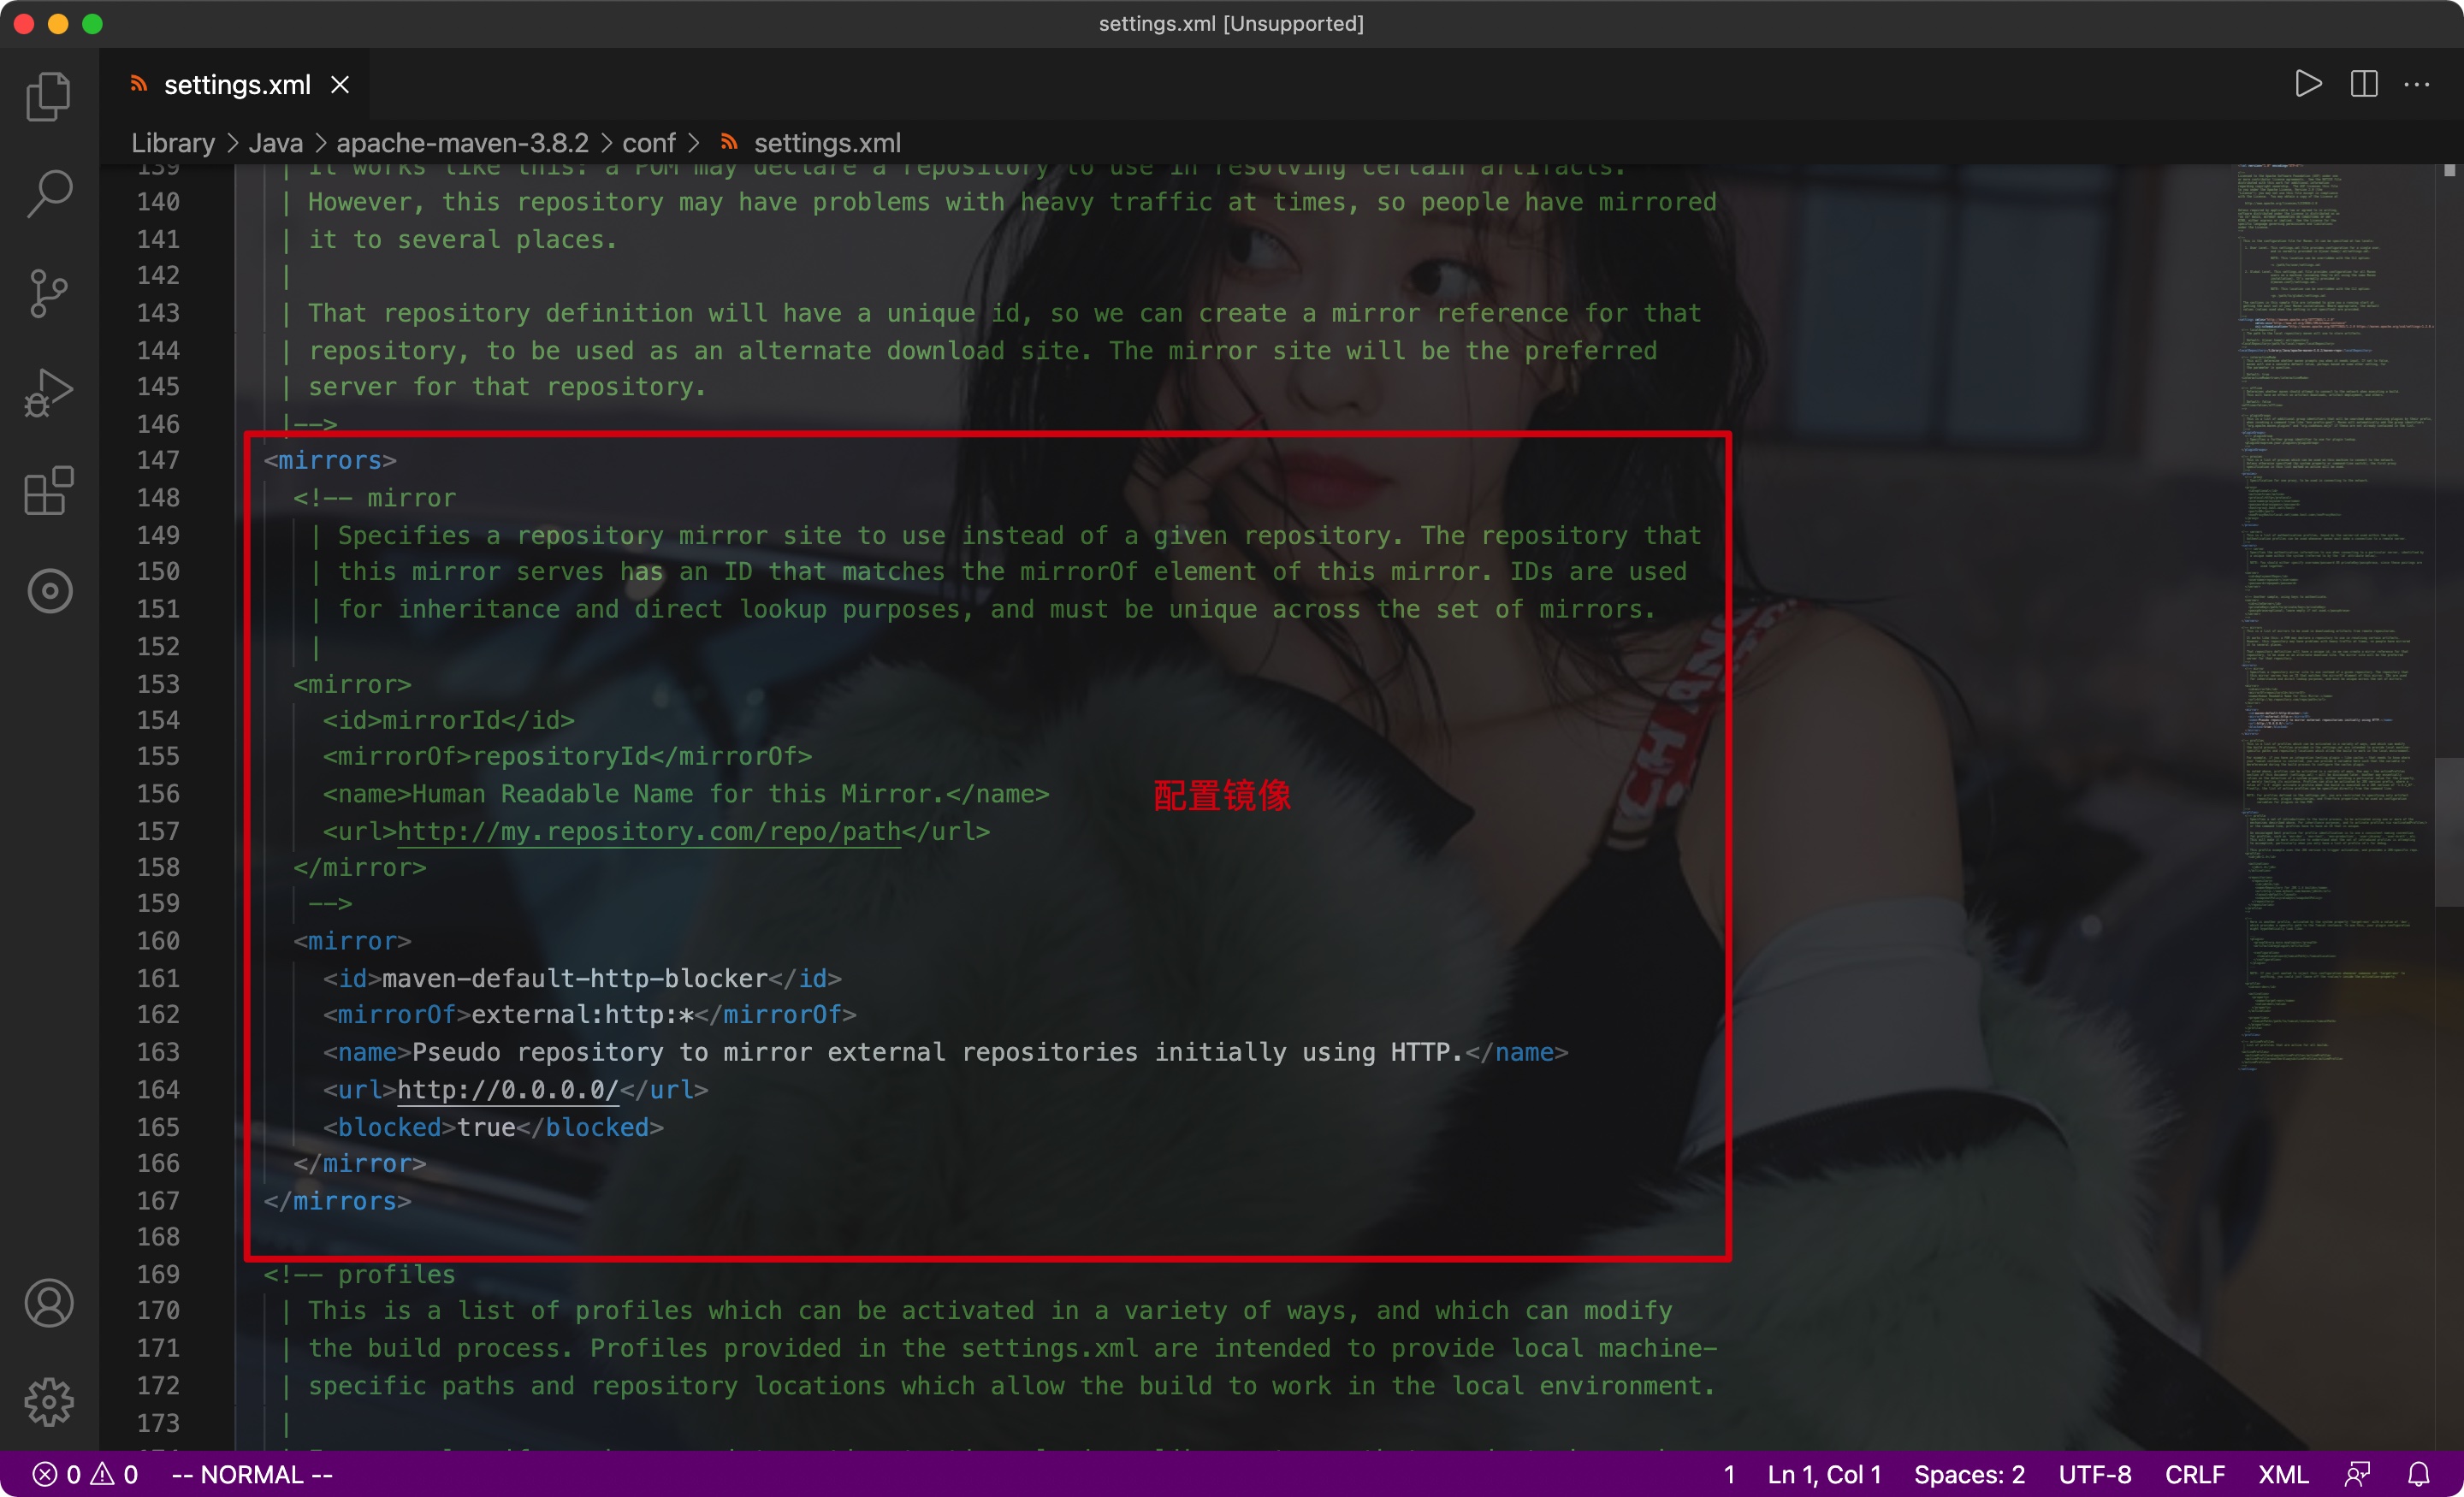 settings.xml [Unsupported]
settings.xml
Library > Java > apache-maven-3.8.2 > conf > settings.xml
139 | It works like this: a POM may declare a repository to use in resolving certain artifacts.
140 | However, this repository may have problems with heavy traffic at times, so people have mirrored
141 | it to several places.
142 |
143 | That repository definition will have a unique id, so we can create a mirror reference for that
144 | repository, to be used as an alternate download site. The mirror site will be the preferred
145 | server for that repository.
146 |-->
147 <mirrors>
148 <!-- mirror
149 | Specifies a repository mirror site to use instead of a given repository. The repository that
150 | this mirror serves has an ID that matches the mirrorOf element of this mirror. IDs are used
151 | for inheritance and direct lookup purposes, and must be unique across the set of mirrors.
152 |
153 <mirror>
154 <id>mirrorId</id>
155 <mirrorOf>repositoryId</mirrorOf>
156 <name>Human Readable Name for this Mirror.</name>
配置镜像
157 <url>http://my.repository.com/repo/path</url>
158 </mirror>
159 -->
160 <mirror>
161 <id>maven-default-http-blocker</id>
162 <mirrorOf>external:http:*</mirrorOf>
163 <name>Pseudo repository to mirror external repositories initially using HTTP.</name>
164 <url>http://0.0.0.0/</url>
165 <blocked>true</blocked>
166 </mirror>
167 </mirrors>
168
169 <!-- profiles
170 | This is a list of profiles which can be activated in a variety of ways, and which can modify
171 | the build process. Profiles provided in the settings.xml are intended to provide local machine-
172 | specific paths and repository locations which allow the build to work in the local environment.
173 |
0 0 -- NORMAL -- 1 Ln 1, Col 1 Spaces: 2 UTF-8 CRLF XML